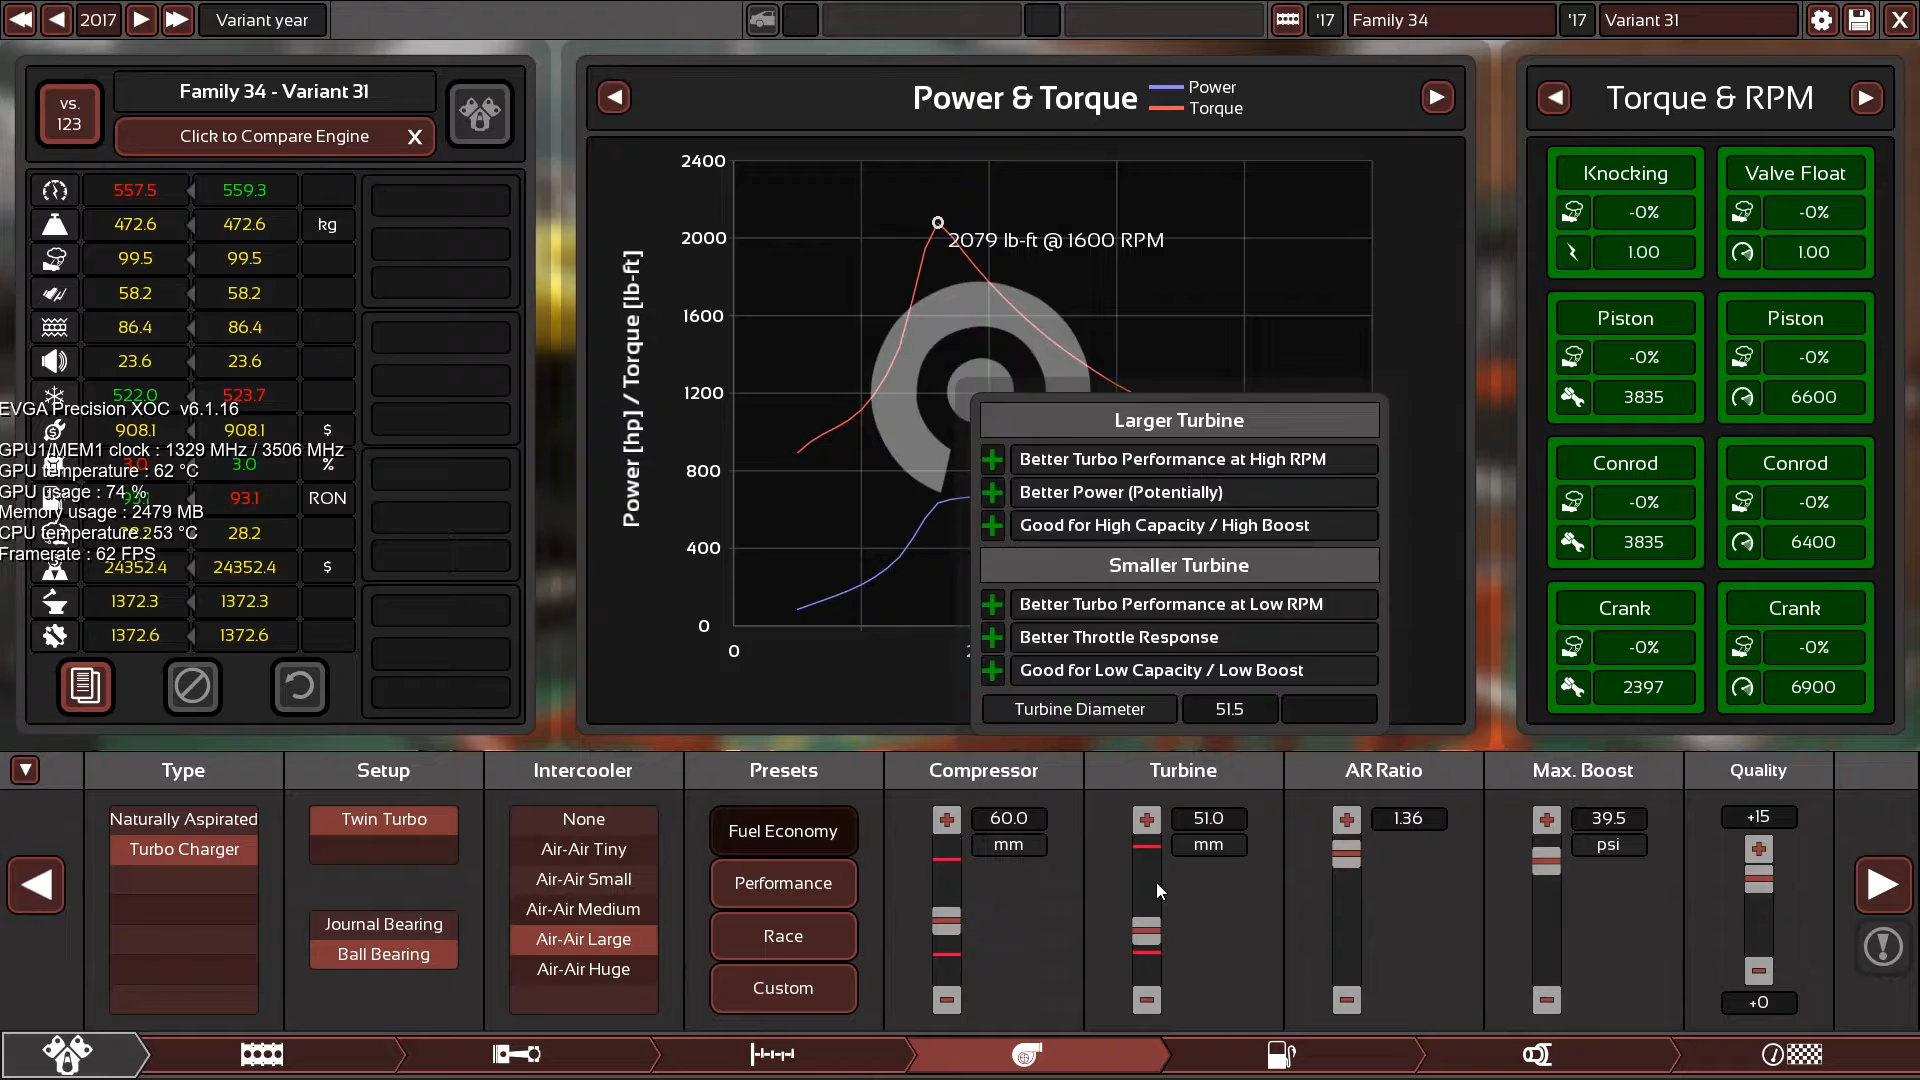 2017
Variant year
'17
Family 34
'17
Variant 31
X
vs.
123
Family 34 - Variant 31
Click to Compare Engine X
557.5 559.3
472.6 472.6 kg
99.5 99.5
58.2 58.2
86.4 86.4
23.6 23.6
522.0 523.7
EVGA Precision XOC v6.1.16
908.1 908.1 $
GPU1/MEM1 clock : 1329 MHz / 3506 MHz
3.0 3.0 %
GPU temperature : 62 °C
GPU usage : 74 %
93.1 93.1 RON
Memory usage : 2479 MB
28.2 28.2
CPU temperature : 53 °C
Framerate : 62 FPS
24352.4 24352.4 $
1372.3 1372.3
1372.6 1372.6
Power & Torque
Power
Torque
Power [hp] / Torque [lb-ft]
2400
2000
1600
1200
800
400
0
0
2079 lb-ft @ 1600 RPM
Larger Turbine
Better Turbo Performance at High RPM
Better Power (Potentially)
Good for High Capacity / High Boost
Smaller Turbine
Better Turbo Performance at Low RPM
Better Throttle Response
Good for Low Capacity / Low Boost
Turbine Diameter 51.5
Torque & RPM
Knocking
-0%
1.00
Valve Float
-0%
1.00
Piston
-0%
3835
Piston
-0%
6600
Conrod
-0%
3835
Conrod
-0%
6400
Crank
-0%
2397
Crank
-0%
6900
Type
Naturally Aspirated
Turbo Charger
Setup
Twin Turbo
Journal Bearing
Ball Bearing
Intercooler
None
Air-Air Tiny
Air-Air Small
Air-Air Medium
Air-Air Large
Air-Air Huge
Presets
Fuel Economy
Performance
Race
Custom
Compressor
60.0
mm
Turbine
51.0
mm
AR Ratio
1.36
Max. Boost
39.5
psi
Quality
+15
+0